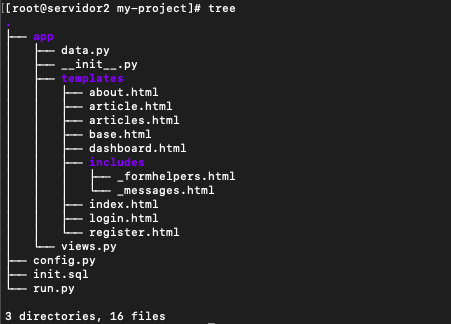 [[root@servidor2 my-project]# tree
.
├── app
│   ├── data.py
│   ├── __init__.py
│   ├── templates
│   │   ├── about.html
│   │   ├── article.html
│   │   ├── articles.html
│   │   ├── base.html
│   │   ├── dashboard.html
│   │   ├── includes
│   │   │   ├── _formhelpers.html
│   │   │   └── _messages.html
│   │   ├── index.html
│   │   ├── login.html
│   │   └── register.html
│   └── views.py
├── config.py
├── init.sql
└── run.py
3 directories, 16 files